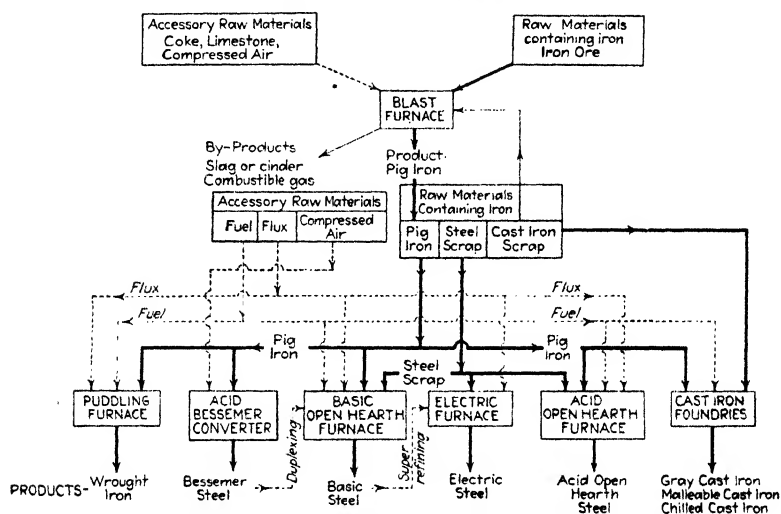 Accessory Raw Materials
Coke, Limestone,
Compressed Air
Raw Materials
containing iron
Iron Ore
BLAST
FURNACE
By-Products
Slag or cinder
Combustible gas
Product-
Pig Iron
Accessory Raw Materials
Fuel Flux Compressed
Air
Raw Materials
Containing Iron
Pig
Iron
Steel
Scrap
Cast Iron
Scrap
Flux
Flux
Fuel
Fuel
Pig
Iron
Pig
Iron
Steel
Scrap
PUDDLING
FURNACE
ACID
BESSEMER
CONVERTER
Duplexing
BASIC
OPEN HEARTH
FURNACE
Super
refining
ELECTRIC
FURNACE
ACID
OPEN HEARTH
FURNACE
CAST IRON
FOUNDRIES
PRODUCTS-
Wrought
Iron
Bessemer
Steel
Basic
Steel
Electric
Steel
Acid Open
Hearth
Steel
Gray Cast Iron
Malleable Cast Iron
Chilled Cast Iron